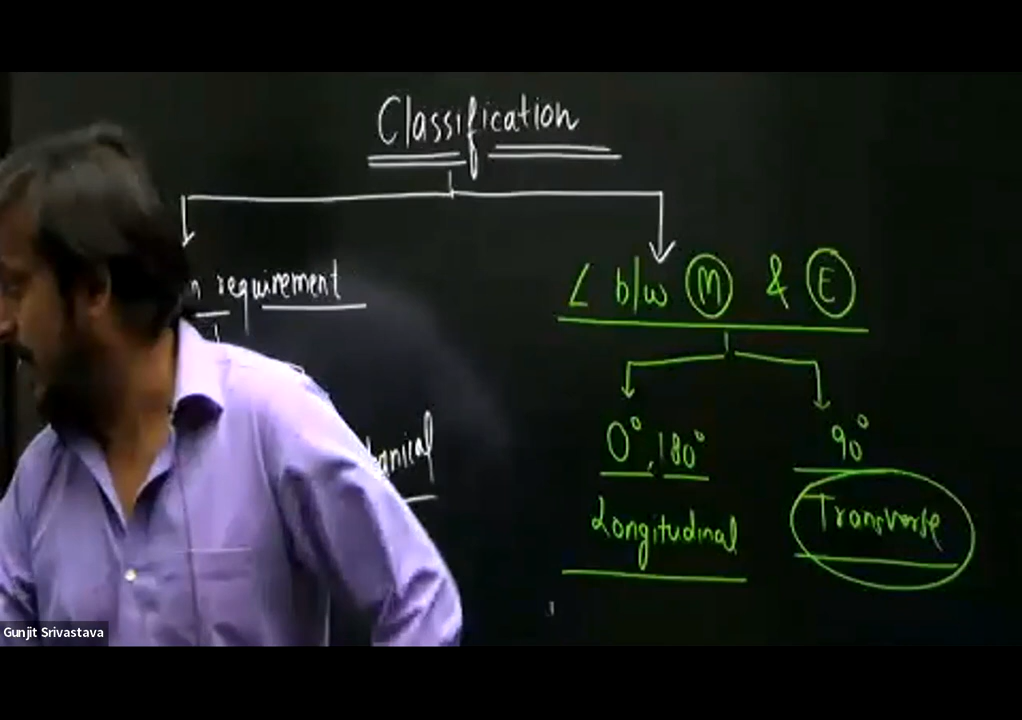 Classification
requirement
∠ b/w M & E
0°, 180°
90°
Longitudinal
Transverse
Gunjit Srivastava